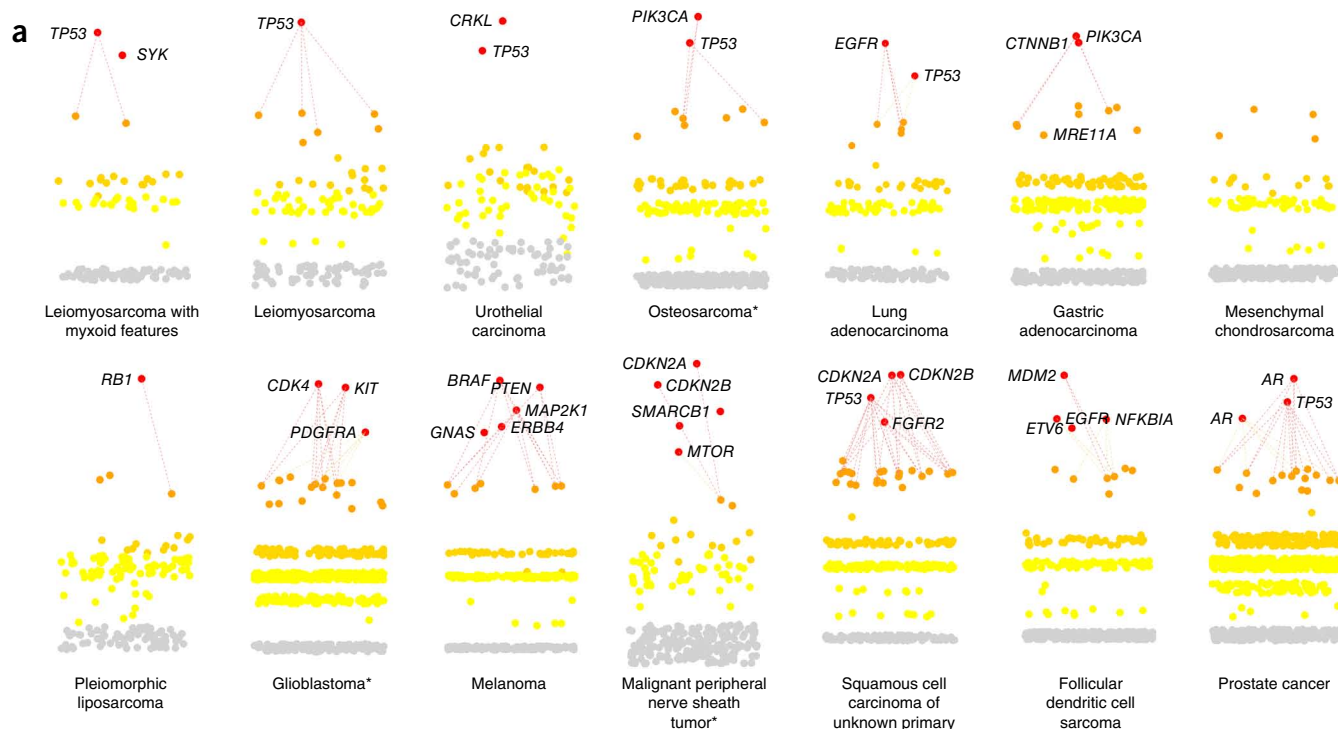 a
TP53
SYK
TP53
CRKL
TP53
PIK3CA
TP53
EGFR
TP53
CTNNB1
PIK3CA
MRE11A
Leiomyosarcoma with
myxoid features
Leiomyosarcoma
Urothelial
carcinoma
Osteosarcoma*
Lung
adenocarcinoma
Gastric
adenocarcinoma
Mesenchymal
chondrosarcoma
RB1
CDK4
KIT
PDGFRA
BRAF
PTEN
MAP2K1
GNAS
ERBB4
CDKN2A
CDKN2B
SMARCB1
MTOR
CDKN2A
CDKN2B
TP53
FGFR2
MDM2
EGFR
NFKBIA
ETV6
AR
TP53
AR
Pleiomorphic
liposarcoma
Glioblastoma*
Melanoma
Malignant peripheral
nerve sheath
tumor*
Squamous cell
carcinoma of
unknown primary
Follicular
dendritic cell
sarcoma
Prostate cancer